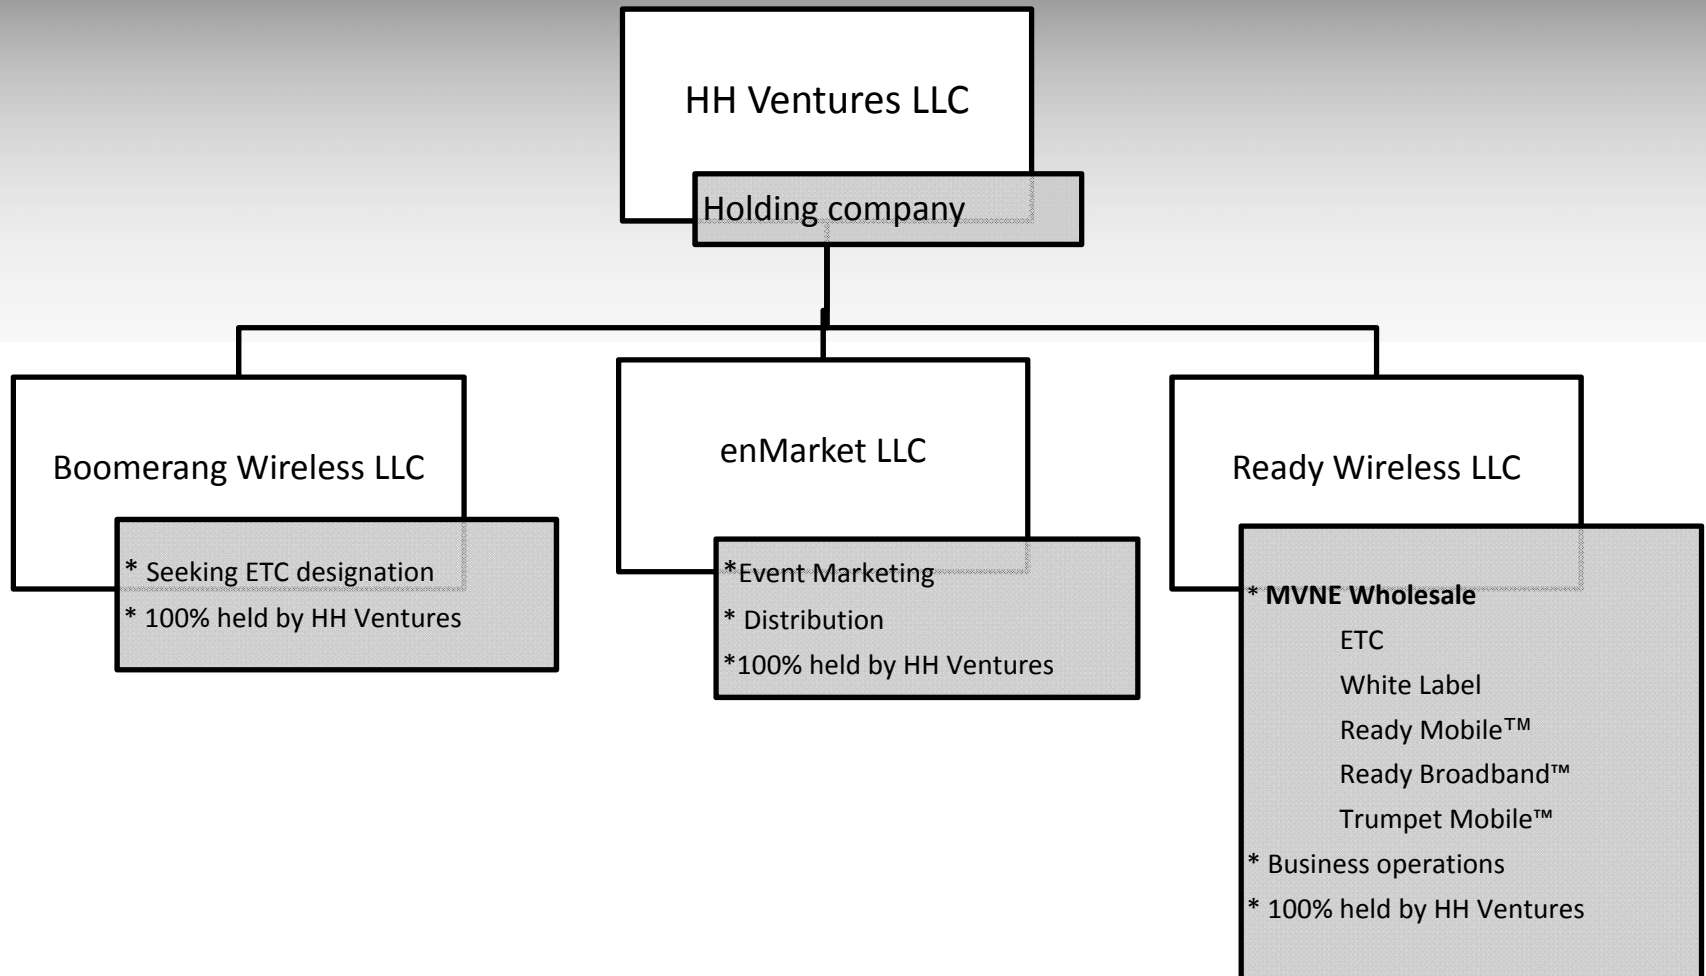 HH Ventures LLC
Holding company
Boomerang Wireless LLC
* Seeking ETC designation
* 100% held by HH Ventures
enMarket LLC
*Event Marketing
* Distribution
*100% held by HH Ventures
Ready Wireless LLC
* MVNE Wholesale
ETC
White Label
Ready Mobile™
Ready Broadband™
Trumpet Mobile™
* Business operations
* 100% held by HH Ventures